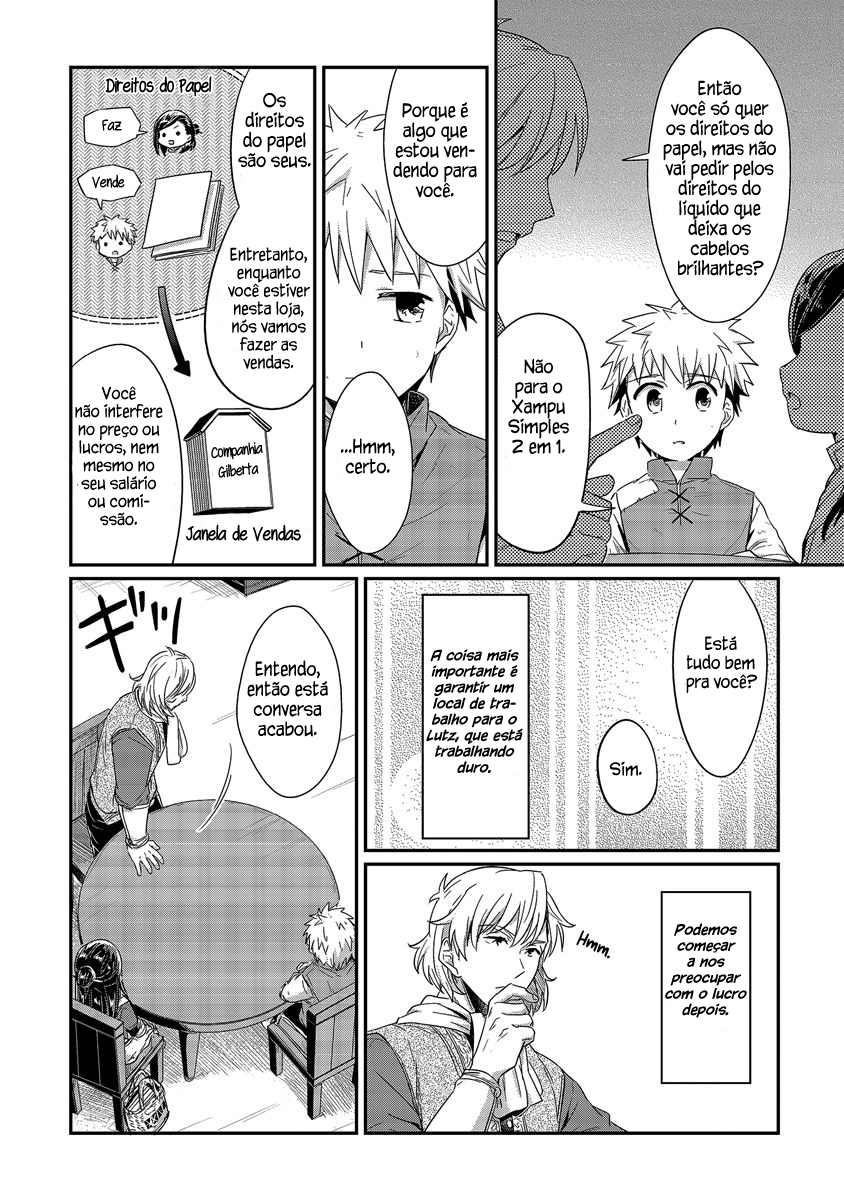 Então
você só quer
os direitos do
papel, mas não
vai pedir pelos
direitos do
líquido que
deixa os
cabelos
brilhantes?
Não
para o
Xampu
Simples
2 em 1.
Porque é
algo que
estou ven-
dendo para
você.
...Hmm,
certo.
Direitos do Papel
Faz
Vende
Os
direitos
do papel
são seus.
Entretanto,
enquanto
você estiver
nesta loja,
nós vamos
fazer as
vendas.
Você
não interfere
no preço ou
lucros, nem
mesmo no
seu salário
ou comi-
ssão.
Companhia
Gilberta
Janela de Vendas
Está
tudo bem
pra você?
Sim.
A coisa mais
importante é
garantir um
local de tra-
balho para o
Lutz, que está
trabalhando
duro.
Podemos
começar
a nos
preocupar
com o lucro
depois.
Hmm.
ギッ
Entendo,
então está
conversa
acabou.